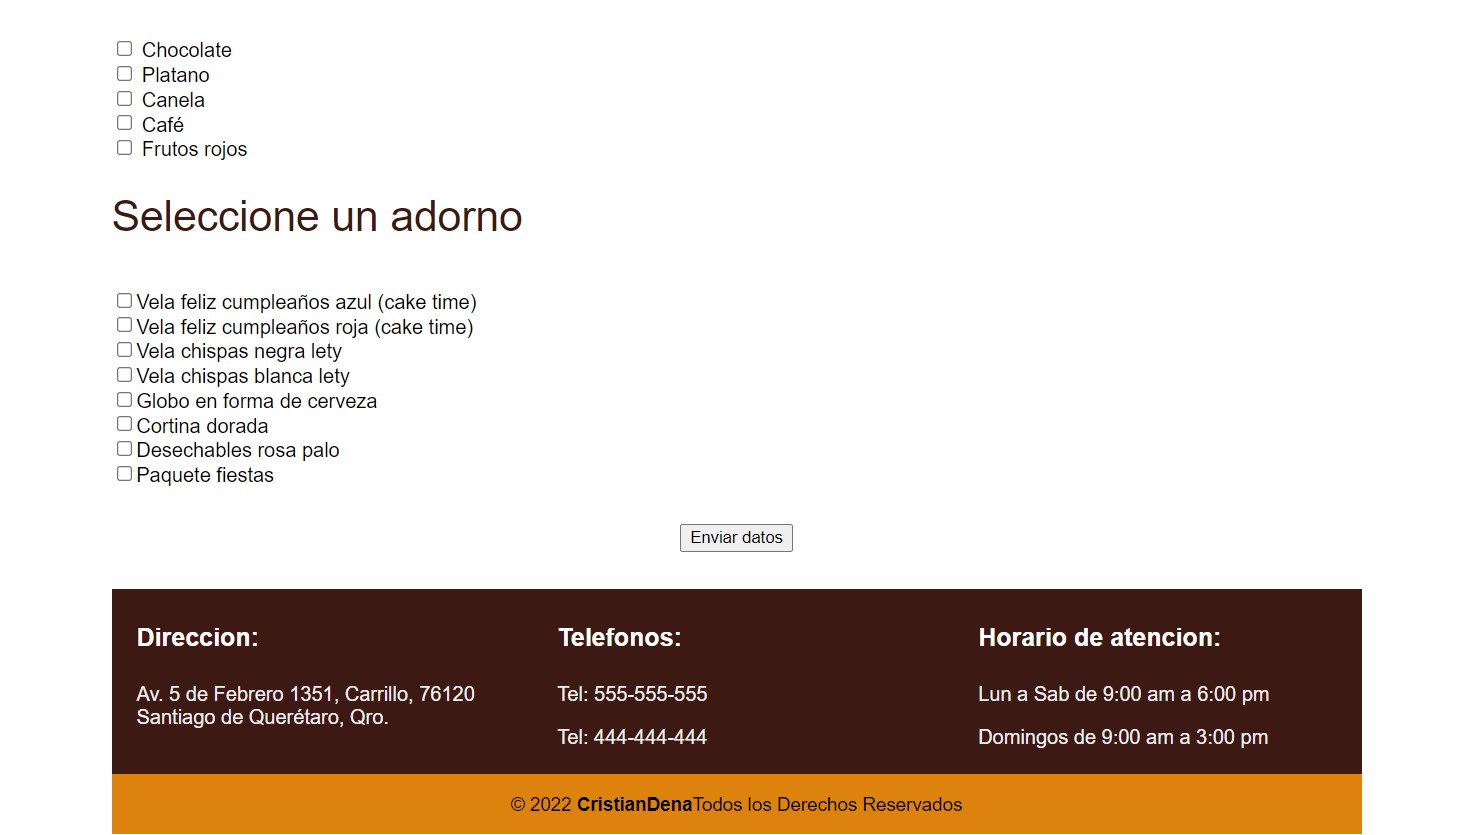 Chocolate
Platano
Canela
Café
Frutos rojos
Seleccione un adorno
Vela feliz cumpleaños azul (cake time)
Vela feliz cumpleaños roja (cake time)
Vela chispas negra lety
Vela chispas blanca lety
Globo en forma de cerveza
Cortina dorada
Desechables rosa palo
Paquete fiestas
Enviar datos
Direccion:
Av. 5 de Febrero 1351, Carrillo, 76120
Santiago de Querétaro, Qro.
Telefonos:
Tel: 555-555-555
Tel: 444-444-444
Horario de atencion:
Lun a Sab de 9:00 am a 6:00 pm
Domingos de 9:00 am a 3:00 pm
© 2022 CristianDenaTodos los Derechos Reservados